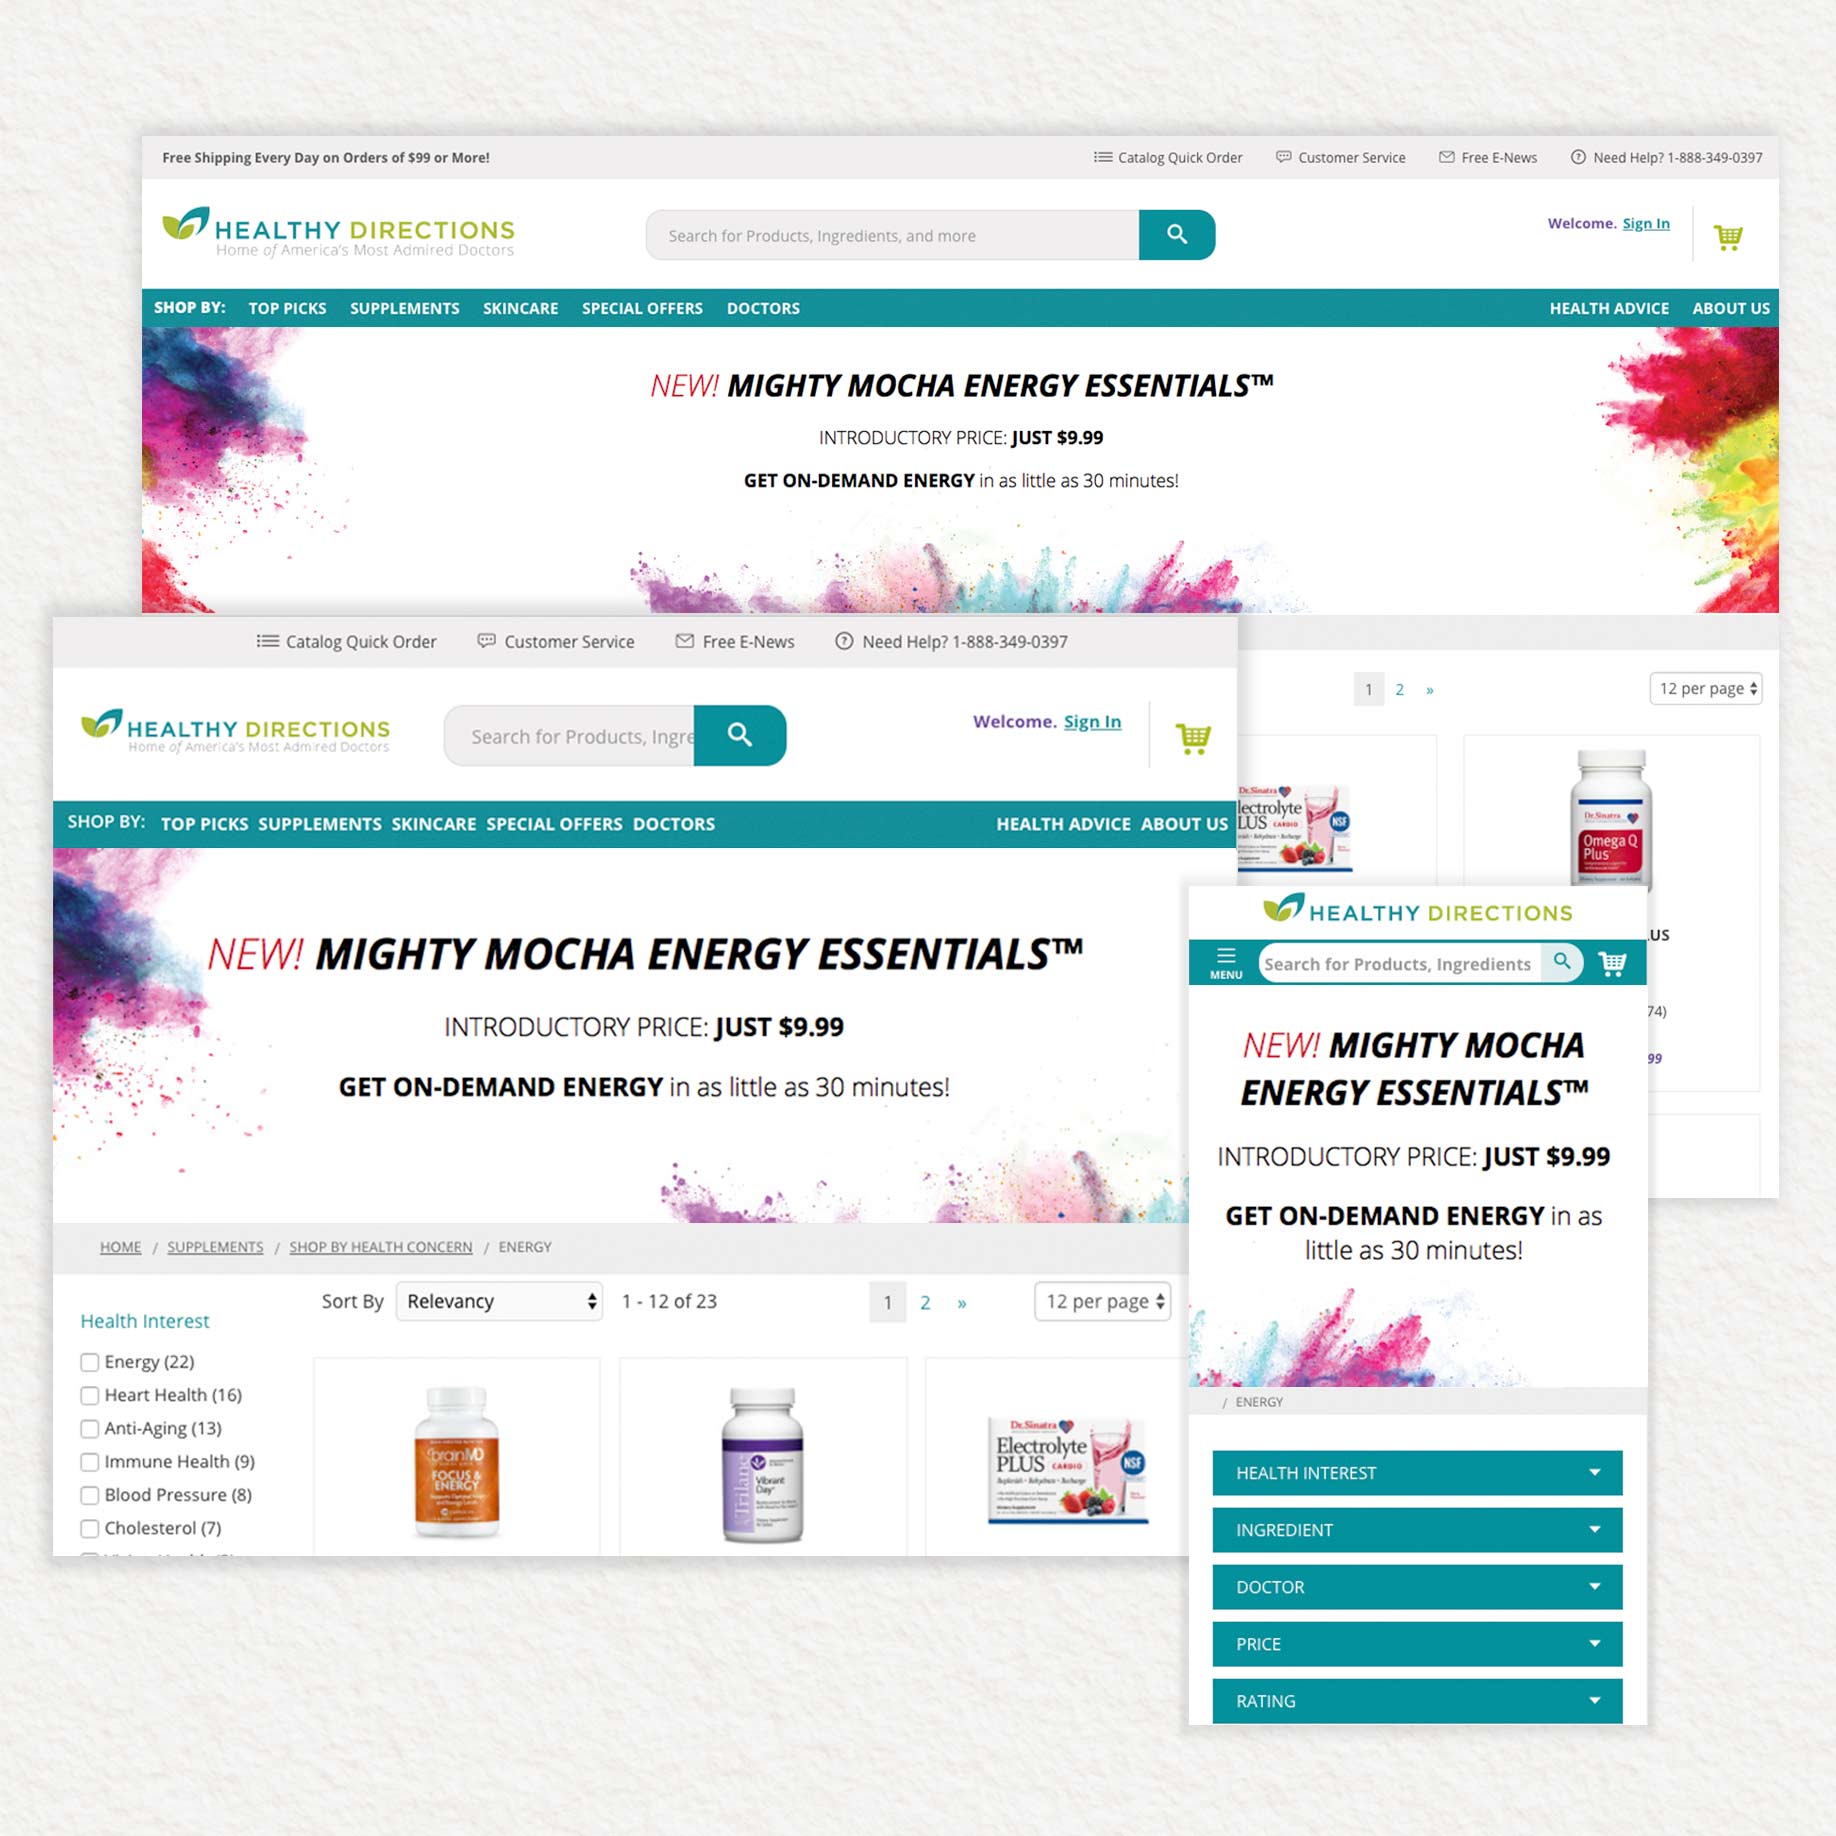 Free Shipping Every Day on Orders of $99 or More!
Catalog Quick Order
Customer Service
Free E-News
Need Help? 1-888-349-0397
HEALTHY DIRECTIONS
Home of America's Most Admired Doctors
Search for Products, Ingredients, and more
Welcome. Sign In
SHOP BY: TOP PICKS SUPPLEMENTS SKINCARE SPECIAL OFFERS DOCTORS
HEALTH ADVICE ABOUT US
NEW! MIGHTY MOCHA ENERGY ESSENTIALS™
INTRODUCTORY PRICE: JUST $9.99
GET ON-DEMAND ENERGY in as little as 30 minutes!
1 2 »
12 per page
Dr.Sinatra
lectrolyte
LUS CARDIO
NSF
Dr.Sinatra
Omega Q
Plus
US
74)
99
Catalog Quick Order
Customer Service
Free E-News
Need Help? 1-888-349-0397
HEALTHY DIRECTIONS
Home of America's Most Admired Doctors
Search for Products, Ingre
Welcome. Sign In
SHOP BY: TOP PICKS SUPPLEMENTS SKINCARE SPECIAL OFFERS DOCTORS
HEALTH ADVICE ABOUT US
NEW! MIGHTY MOCHA ENERGY ESSENTIALS™
INTRODUCTORY PRICE: JUST $9.99
GET ON-DEMAND ENERGY in as little as 30 minutes!
HOME / SUPPLEMENTS / SHOP BY HEALTH CONCERN / ENERGY
Sort By Relevancy 1 - 12 of 23
1 2 »
12 per page
Health Interest
Energy (22)
Heart Health (16)
Anti-Aging (13)
Immune Health (9)
Blood Pressure (8)
Cholesterol (7)
brainMD
FOCUS &
ENERGY
Trilane
Vibrant
Day
Dr.Sinatra
Electrolyte
PLUS CARDIO
Replenish • Rehydrate • Recharge
NSF
HEALTHY DIRECTIONS
MENU
Search for Products, Ingredients
NEW! MIGHTY MOCHA
ENERGY ESSENTIALS™
INTRODUCTORY PRICE: JUST $9.99
GET ON-DEMAND ENERGY in as
little as 30 minutes!
/ ENERGY
HEALTH INTEREST
INGREDIENT
DOCTOR
PRICE
RATING